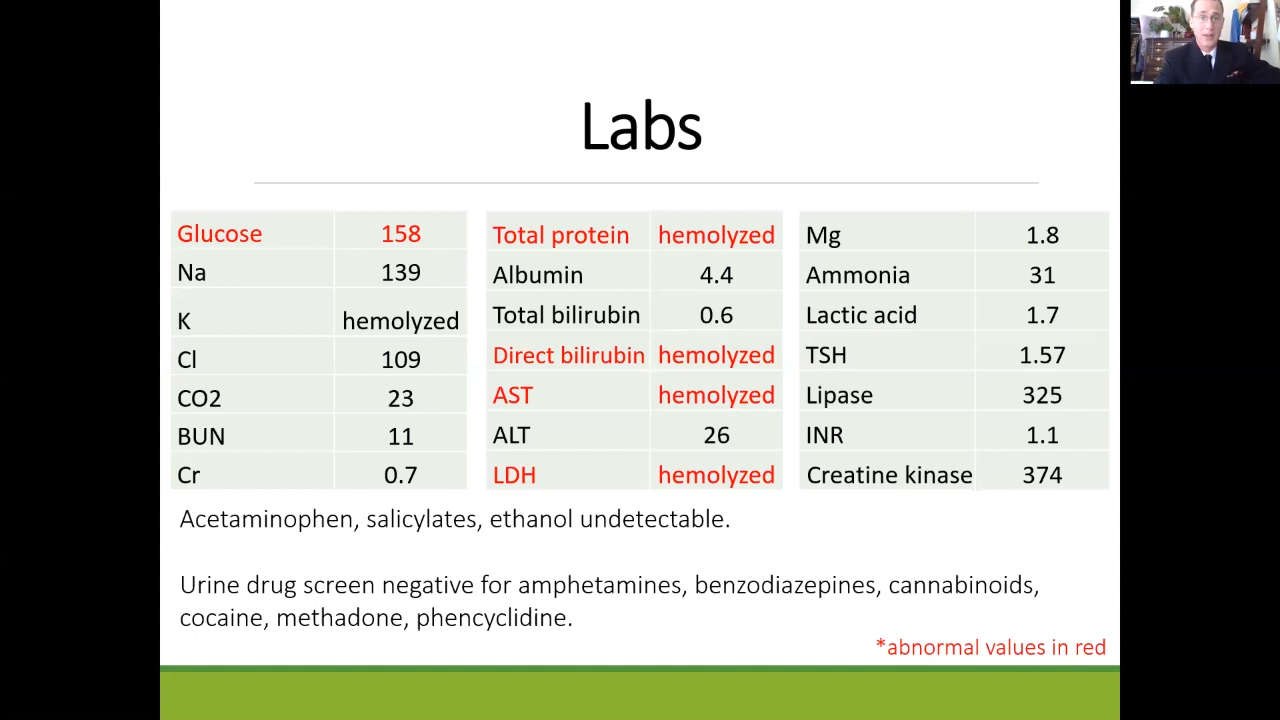 Labs
Glucose 158
Na 139
K hemolyzed
Cl 109
CO2 23
BUN 11
Cr 0.7
Total protein hemolyzed
Albumin 4.4
Total bilirubin 0.6
Direct bilirubin hemolyzed
AST hemolyzed
ALT 26
LDH hemolyzed
Mg 1.8
Ammonia 31
Lactic acid 1.7
TSH 1.57
Lipase 325
INR 1.1
Creatine kinase 374
Acetaminophen, salicylates, ethanol undetectable.
Urine drug screen negative for amphetamines, benzodiazepines, cannabinoids,
cocaine, methadone, phencyclidine.
*abnormal values in red